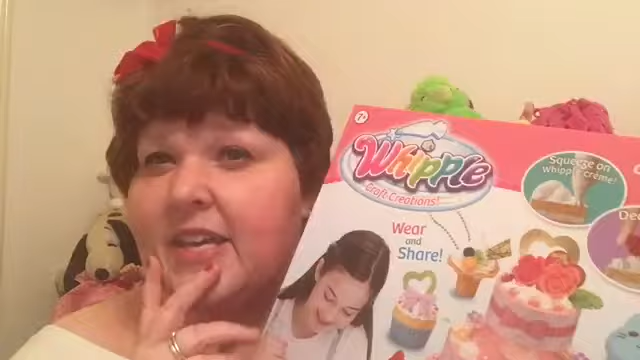 7+
Whipple
Craft Creations!
Squeeze on
Whipple crème!
Wear
and
Share!